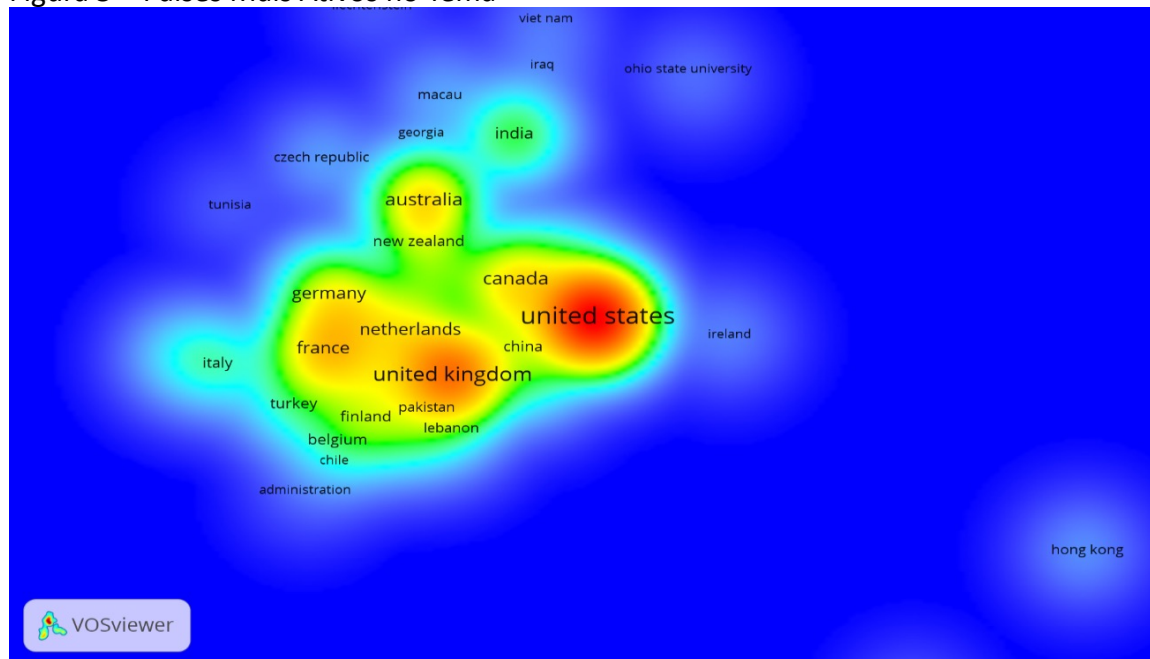 viet nam
iraq
ohio state university
macau
georgia
india
czech republic
australia
tunisia
new zealand
canada
germany
united states
netherlands
ireland
france
china
italy
united kingdom
turkey
pakistan
finland
lebanon
belgium
chile
administration
hong kong
VOSviewer